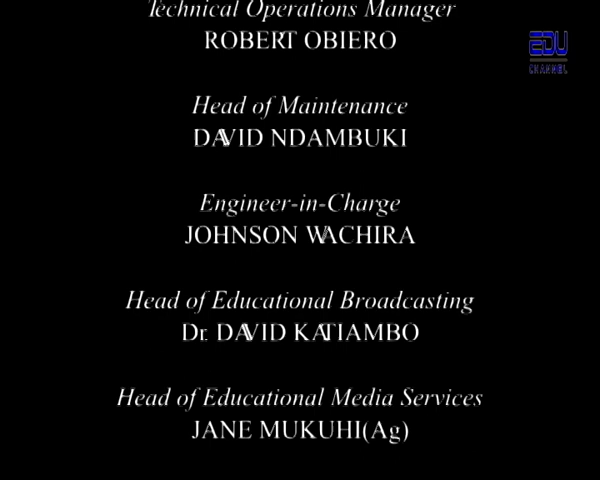 Technical Operations Manager
ROBERT OBIERO
EDU
CHANNEL
Head of Maintenance
DAVID NDAMBUKI
Engineer-in-Charge
JOHNSON WACHIRA
Head of Educational Broadcasting
Dr. DAVID KATIAMBO
Head of Educational Media Services
JANE MUKUHI(Ag)